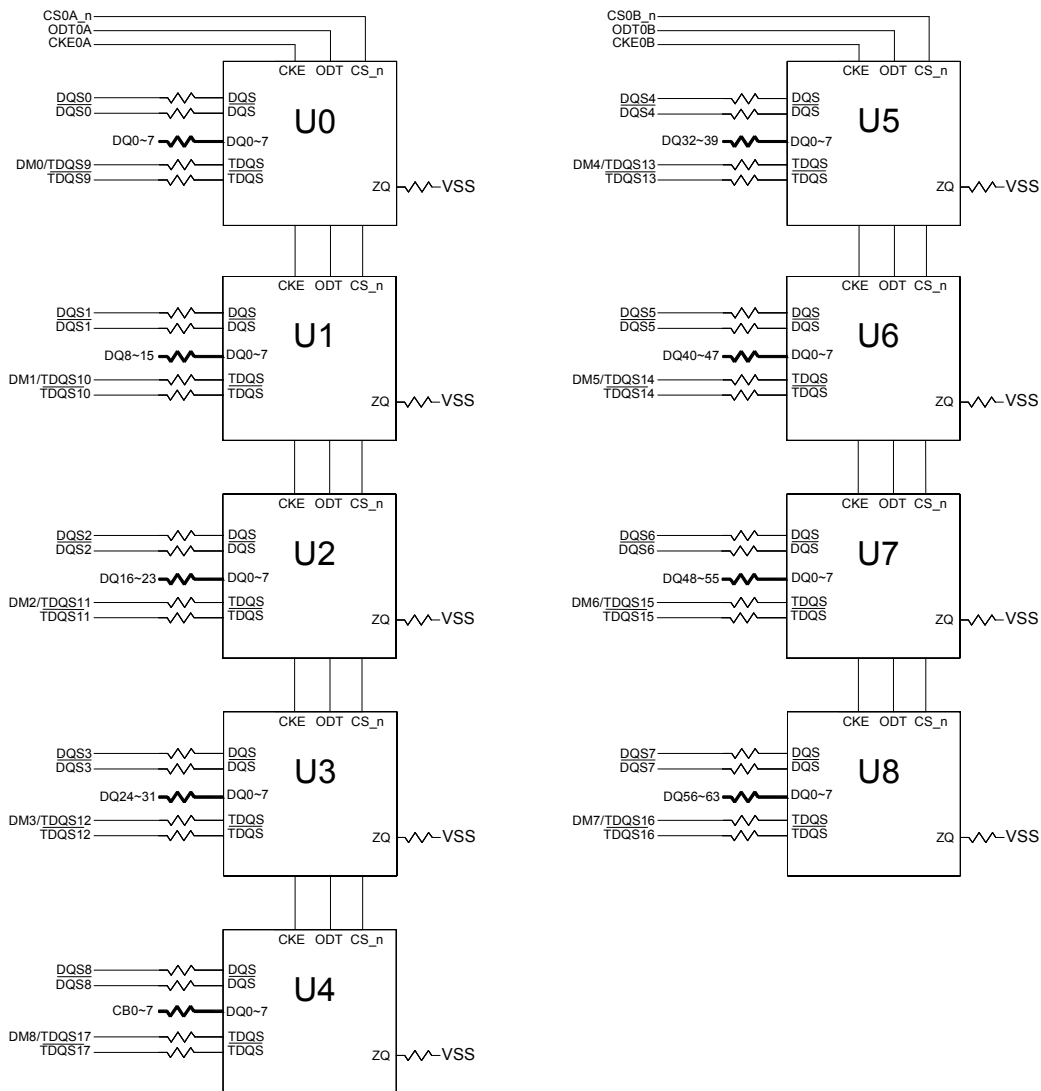 CS0A_n
ODT0A
CKE0A
CKE ODT CS_n
DQS0 DQS
DQS0 DQS
U0
DQ0~7 DQ0~7
DM0/TDQS9 TDQS
TDQS9 TDQS
ZQ VSS
CKE ODT CS_n
DQS1 DQS
DQS1 DQS
U1
DQ8~15 DQ0~7
DM1/TDQS10 TDQS
TDQS10 TDQS
ZQ VSS
CKE ODT CS_n
DQS2 DQS
DQS2 DQS
U2
DQ16~23 DQ0~7
DM2/TDQS11 TDQS
TDQS11 TDQS
ZQ VSS
CKE ODT CS_n
DQS3 DQS
DQS3 DQS
U3
DQ24~31 DQ0~7
DM3/TDQS12 TDQS
TDQS12 TDQS
ZQ VSS
CKE ODT CS_n
DQS8 DQS
DQS8 DQS
U4
CB0~7 DQ0~7
DM8/TDQS17 TDQS
TDQS17 TDQS
ZQ VSS
CS0B_n
ODT0B
CKE0B
CKE ODT CS_n
DQS4 DQS
DQS4 DQS
U5
DQ32~39 DQ0~7
DM4/TDQS13 TDQS
TDQS13 TDQS
ZQ VSS
CKE ODT CS_n
DQS5 DQS
DQS5 DQS
U6
DQ40~47 DQ0~7
DM5/TDQS14 TDQS
TDQS14 TDQS
ZQ VSS
CKE ODT CS_n
DQS6 DQS
DQS6 DQS
U7
DQ48~55 DQ0~7
DM6/TDQS15 TDQS
TDQS15 TDQS
ZQ VSS
CKE ODT CS_n
DQS7 DQS
DQS7 DQS
U8
DQ56~63 DQ0~7
DM7/TDQS16 TDQS
TDQS16 TDQS
ZQ VSS